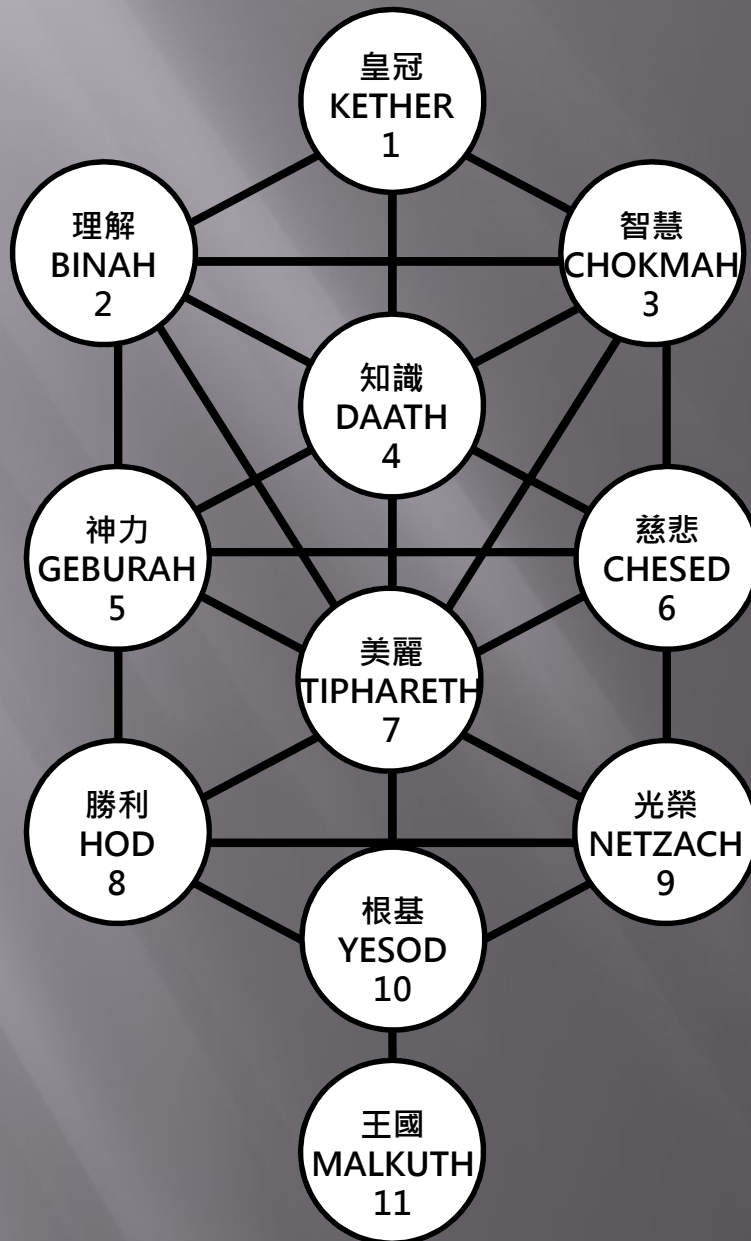 皇冠
KETHER
1
理解
BINAH
2
智慧
CHOKMAH
3
知識
DAATH
4
神力
GEBURAH
5
慈悲
CHESED
6
美麗
TIPHARETH
7
勝利
HOD
8
光榮
NETZACH
9
根基
YESOD
10
王國
MALKUTH
11